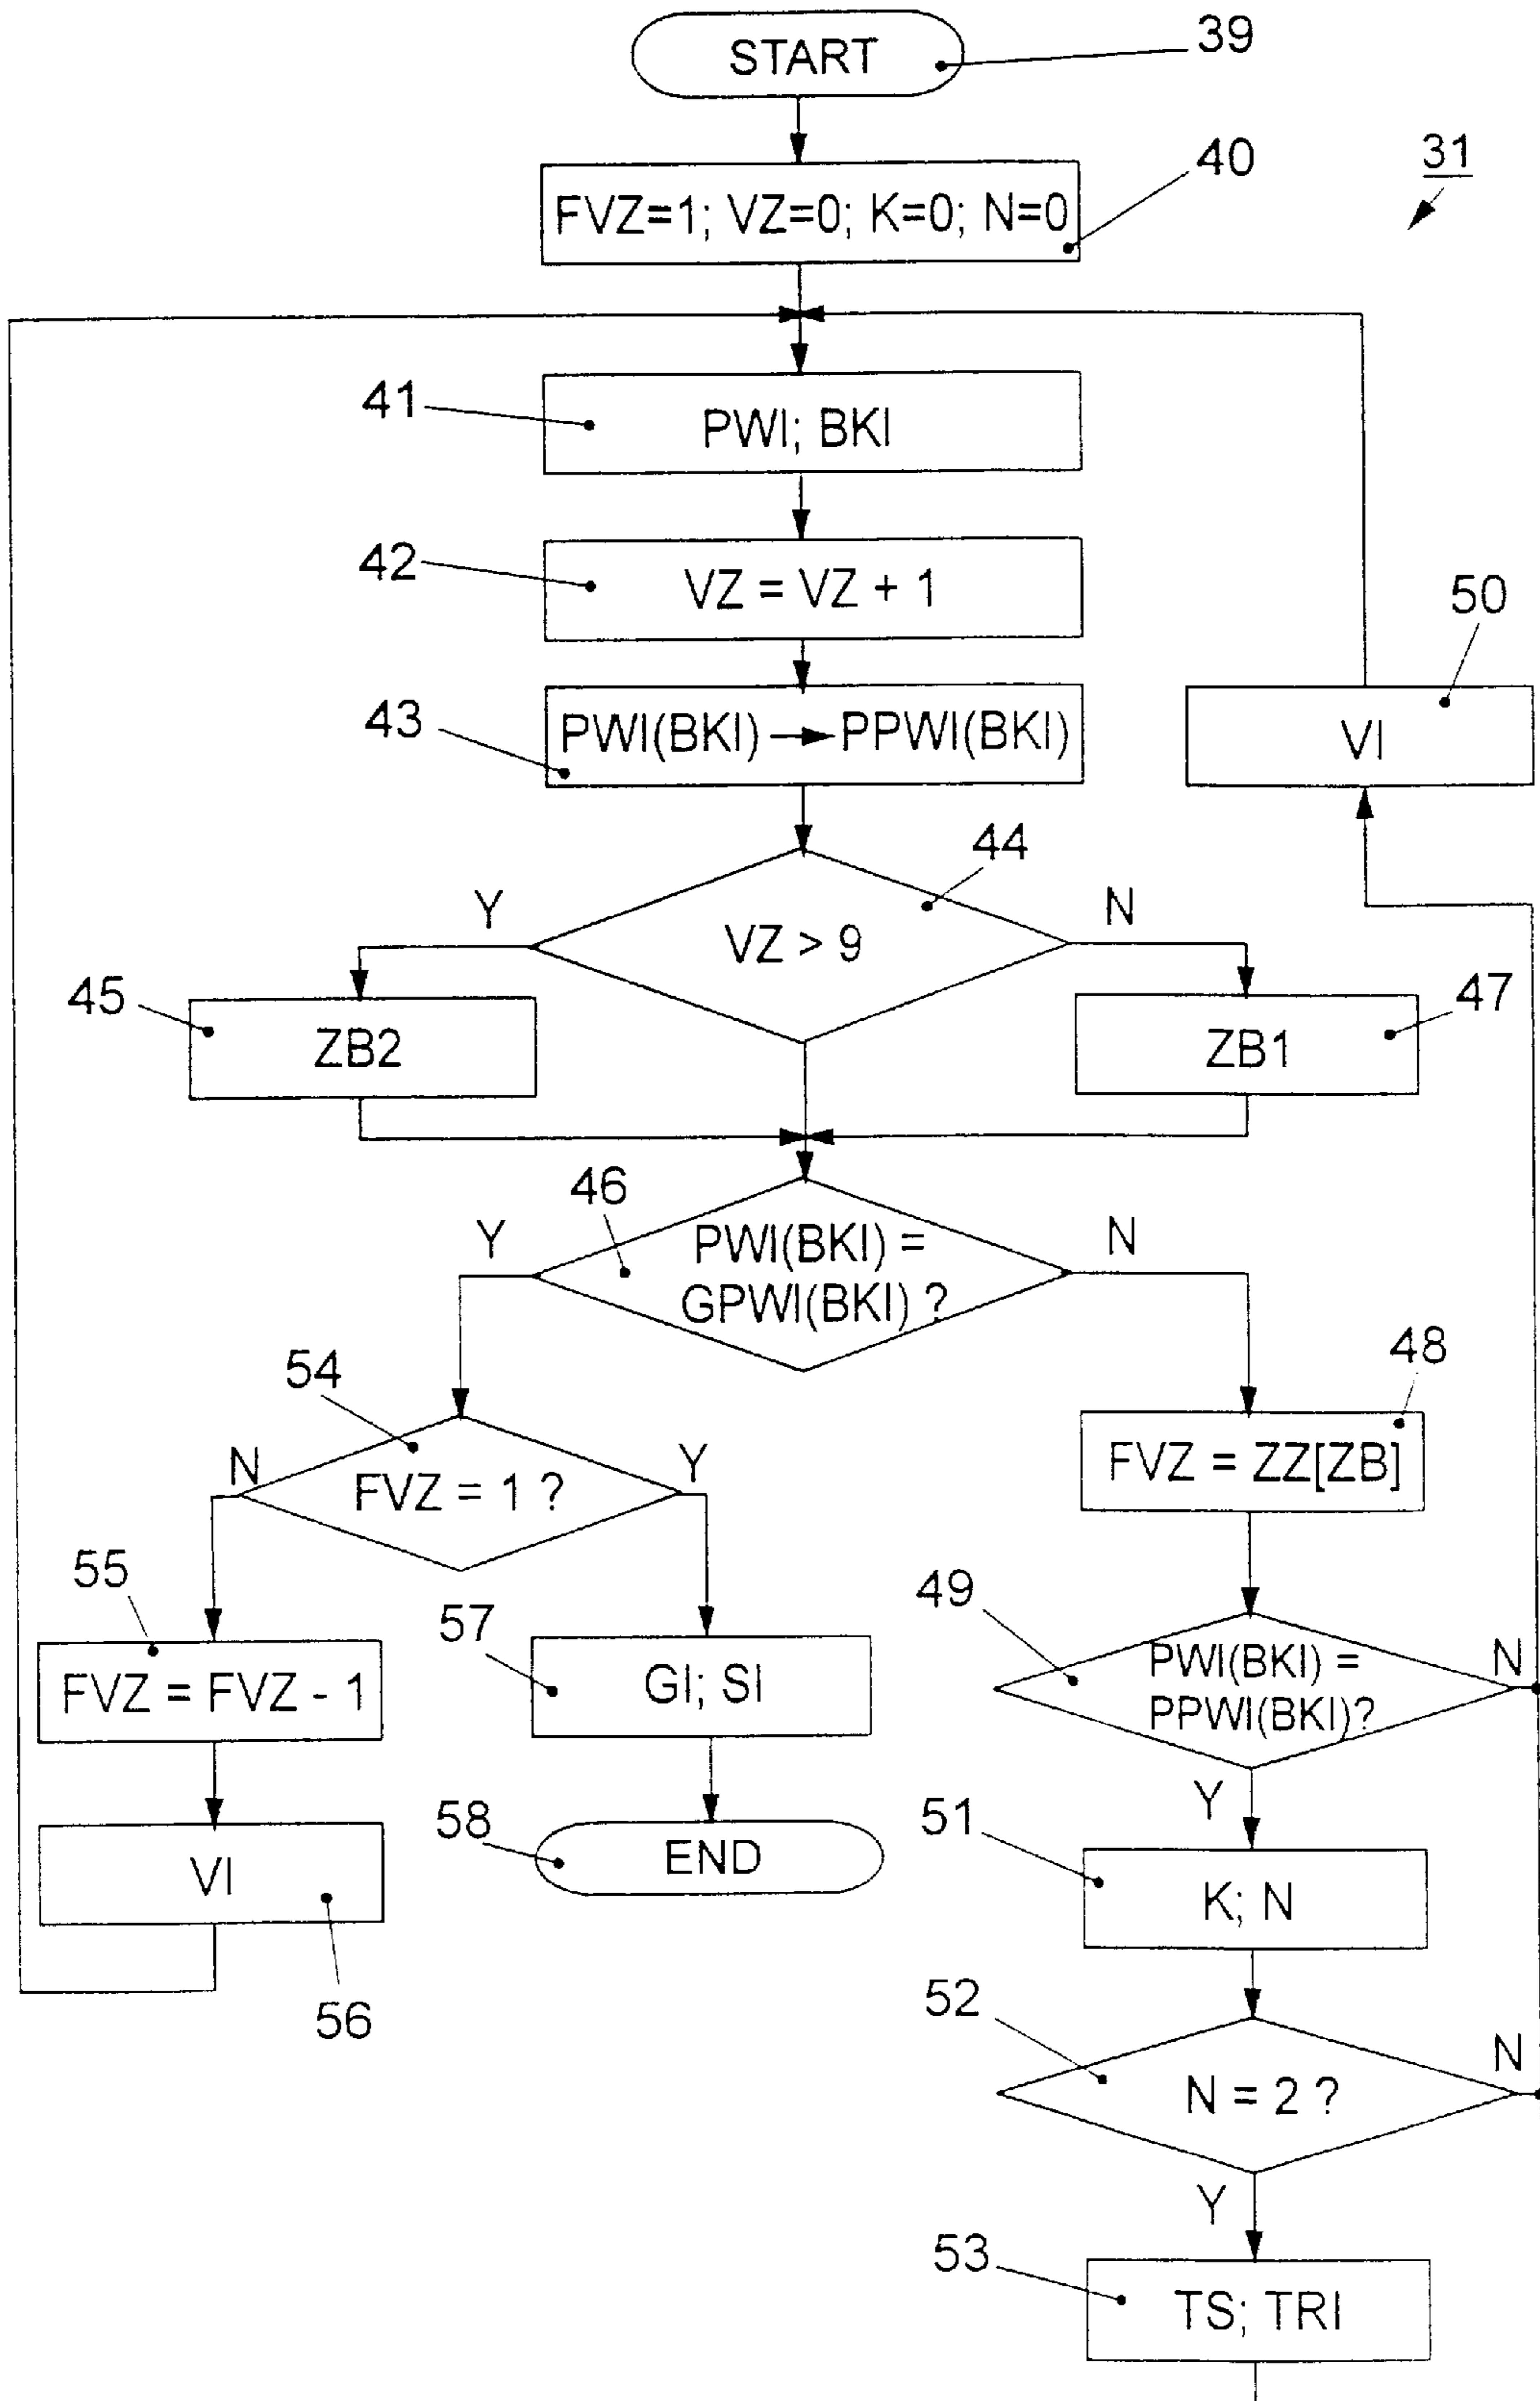 START
39
40
FVZ=1; VZ=0; K=0; N=0
31
41
PWI; BKI
42
VZ = VZ + 1
50
43
PWI(BKI) → PPWI(BKI)
VI
44
Y
N
VZ > 9
45
ZB2
47
ZB1
46
Y
N
PWI(BKI) =
GPWI(BKI) ?
54
48
N
Y
FVZ = 1 ?
FVZ = ZZ[ZB]
55
49
57
PWI(BKI) =
PPWI(BKI)?
N
FVZ = FVZ - 1
GI; SI
Y
58
51
VI
END
K; N
56
52
N
N = 2 ?
Y
53
TS; TRI